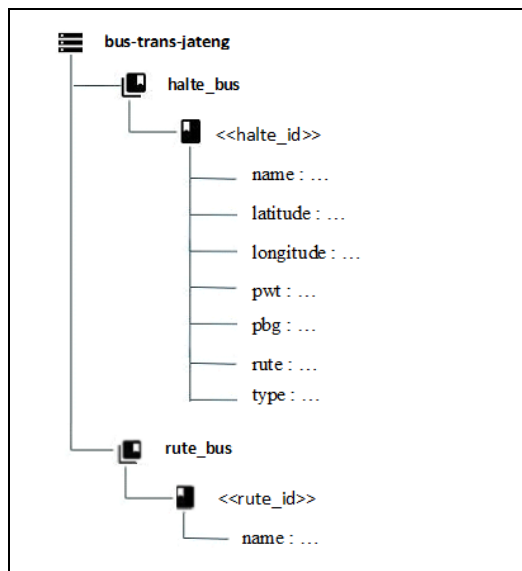 bus-trans-jateng
halte_bus
<<halte_id>>
name : ...
latitude : ...
longitude : ...
pwt : ...
pbg : ...
rute : ...
type : ...
rute_bus
<<rute_id>>
name : ...